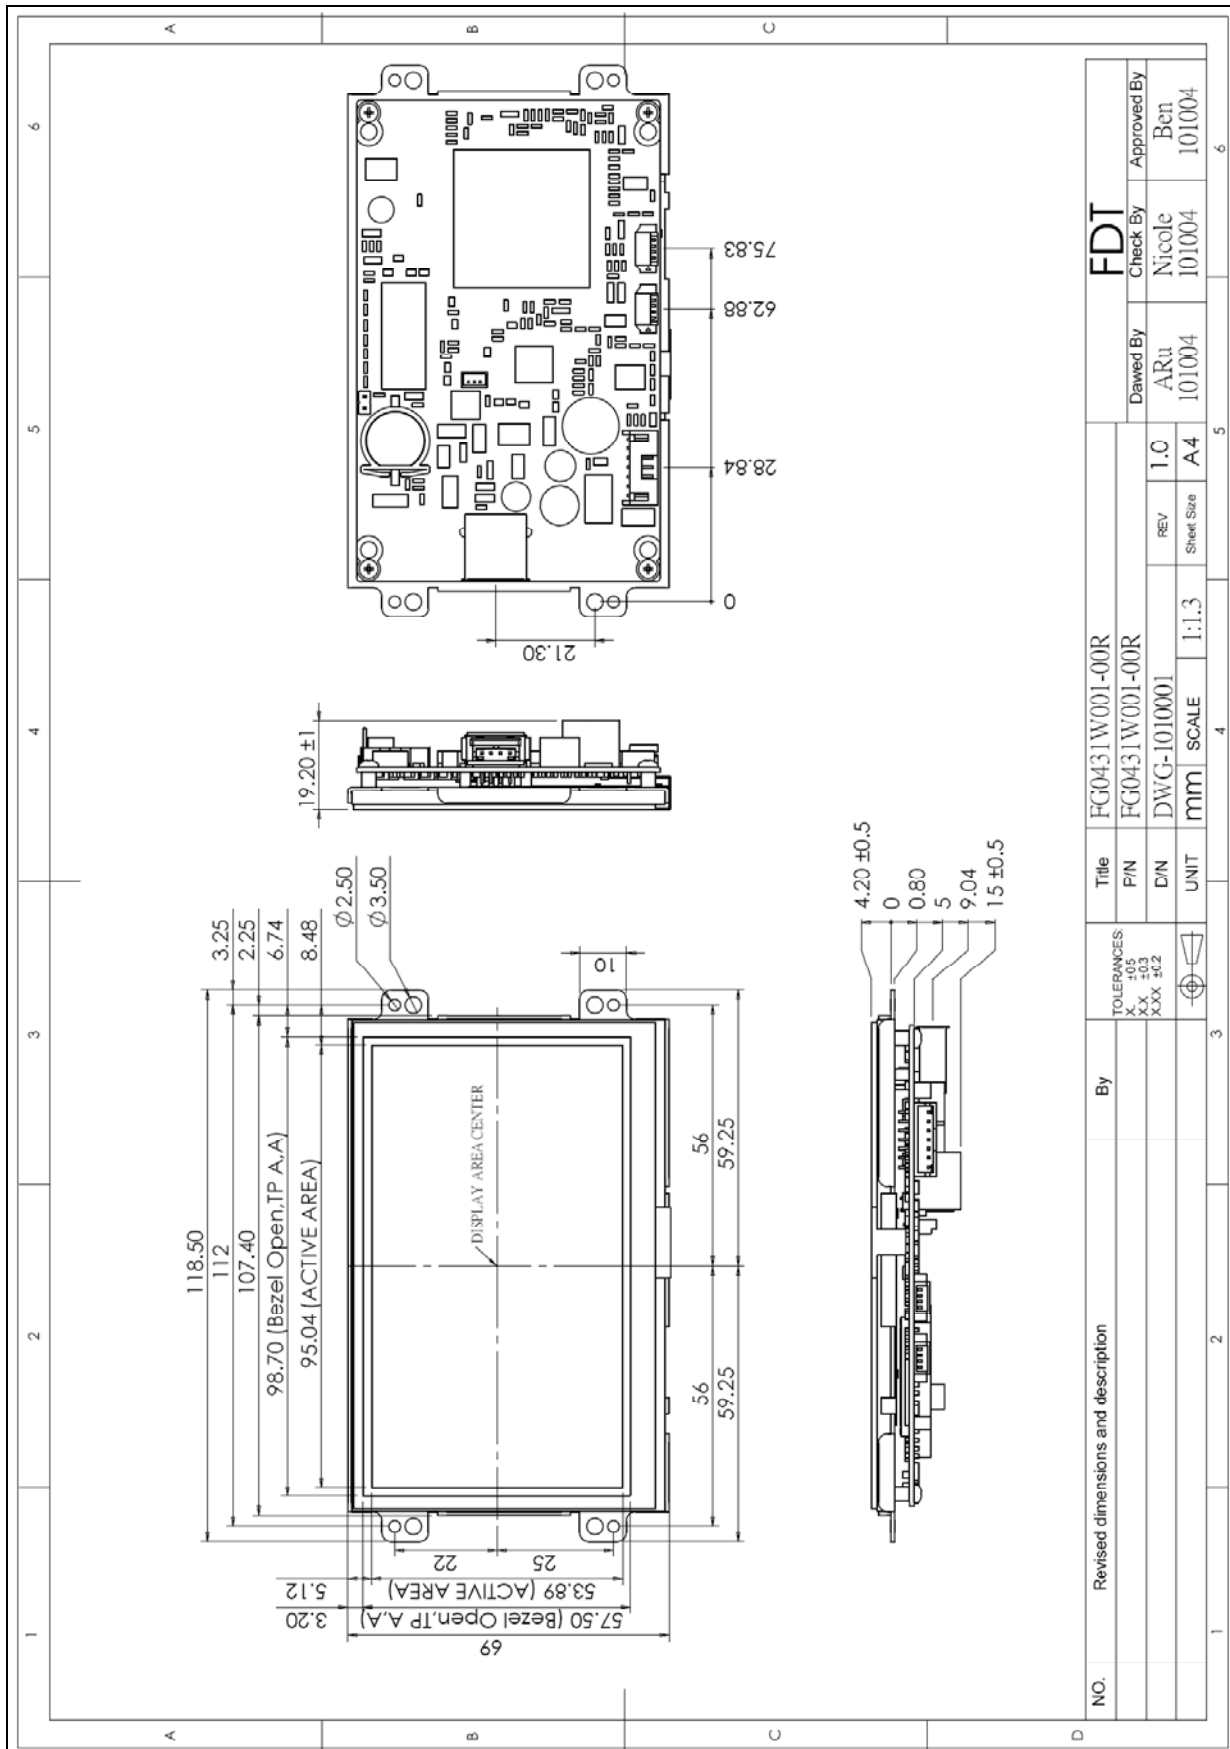 1
2
3
4
5
6
A
B
C
118.50
112
107.40
98.70 (Bezel Open,TP A,A)
95.04 (ACTIVE AREA)
3.25
2.25
6.74
8.48
Ø2.50
Ø3.50
19.20 ±1
10
DISPLAY AREA CENTER
69
57.50 (Bezel Open,TP A,A)
3.20
53.89 (ACTIVE AREA)
5.12
22
25
56
56
59.25
59.25
21.30
0
28.84
62.88
75.83
4.20 ±0.5
0
0.80
5
9.04
15 ±0.5
A
B
C
D
NO.
Revised dimensions and description
By
TOLERANCES:
X. ±0.5
X.X ±0.3
X.XX ±0.2
Title
FG0431W001-00R
P/N
FG0431W001-00R
D/N
DWG-1010001
REV
1.0
UNIT
mm
SCALE
1:1.3
Sheet Size
A4
FDT
Dawed By
Check By
Approved By
ARu
Nicole
Ben
101004
101004
101004
1
2
3
4
5
6